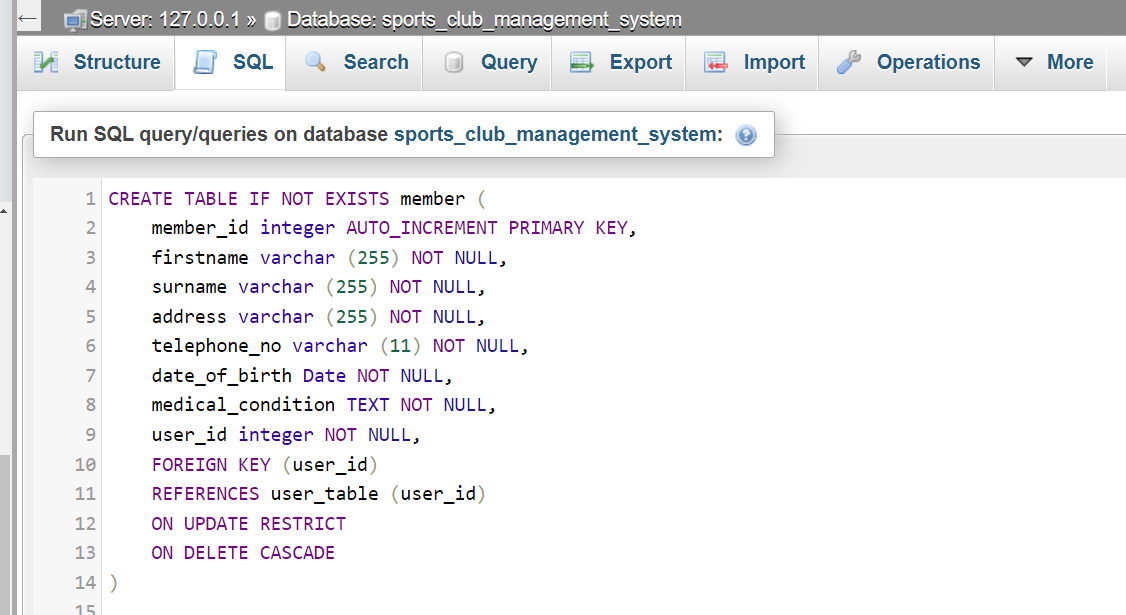 Server: 127.0.0.1 » Database: sports_club_management_system
Structure SQL Search Query Export Import Operations More
Run SQL query/queries on database sports_club_management_system:
1 CREATE TABLE IF NOT EXISTS member (
2 member_id integer AUTO_INCREMENT PRIMARY KEY,
3 firstname varchar (255) NOT NULL,
4 surname varchar (255) NOT NULL,
5 address varchar (255) NOT NULL,
6 telephone_no varchar (11) NOT NULL,
7 date_of_birth Date NOT NULL,
8 medical_condition TEXT NOT NULL,
9 user_id integer NOT NULL,
10 FOREIGN KEY (user_id)
11 REFERENCES user_table (user_id)
12 ON UPDATE RESTRICT
13 ON DELETE CASCADE
14 )
15